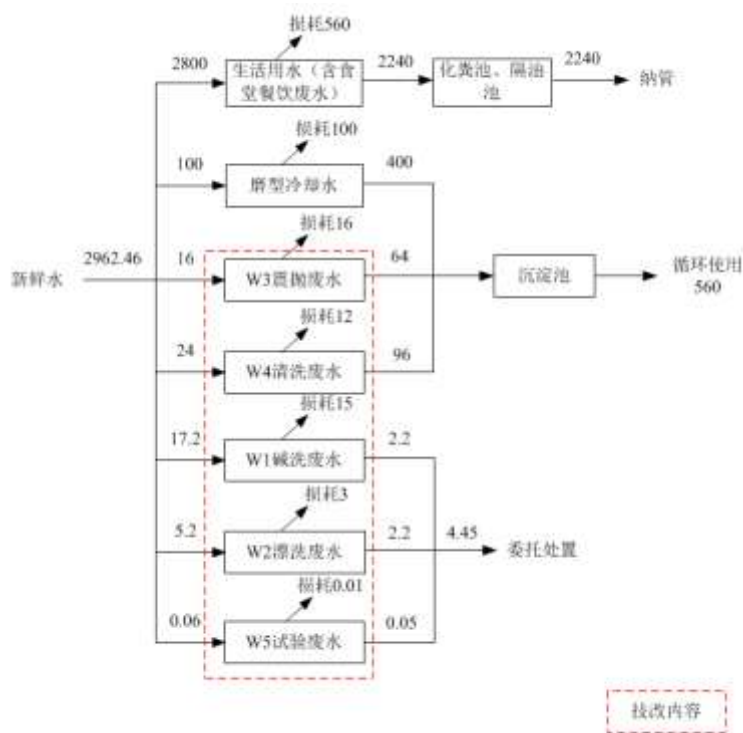 损耗560
2800
生活用水（含食
堂餐饮废水）
2240
化粪池、隔油
池
2240
纳管
损耗100
100
磨型冷却水
400
损耗16
新鲜水
2962.46
16
W3震抛废水
64
沉淀池
循环使用
560
损耗12
24
W4清洗废水
96
损耗15
17.2
W1碱洗废水
2.2
损耗3
5.2
W2漂洗废水
2.2
4.45
委托处置
损耗0.01
0.06
W5试验废水
0.05
技改内容